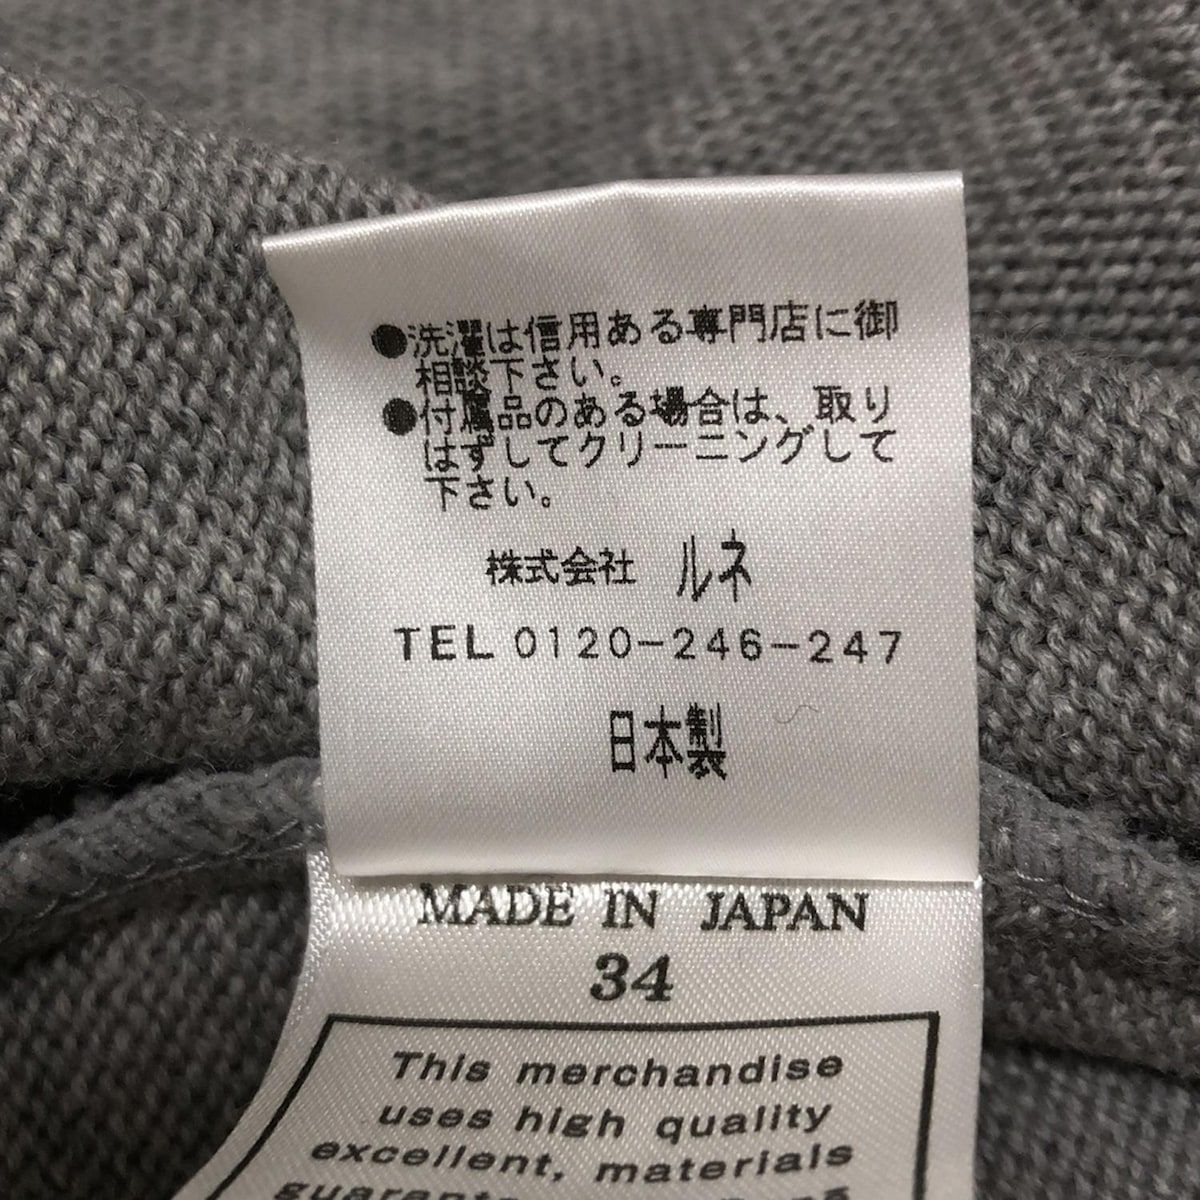 ●洗濯は信用ある専門店に御
相談下さい。
●付属品のある場合は、取り
はずしてクリーニングして
下さい。
株式会社 ルネ
TEL 0120-246-247
日本製
MADE IN JAPAN
34
This merchandise
uses high quality
excellent, materials